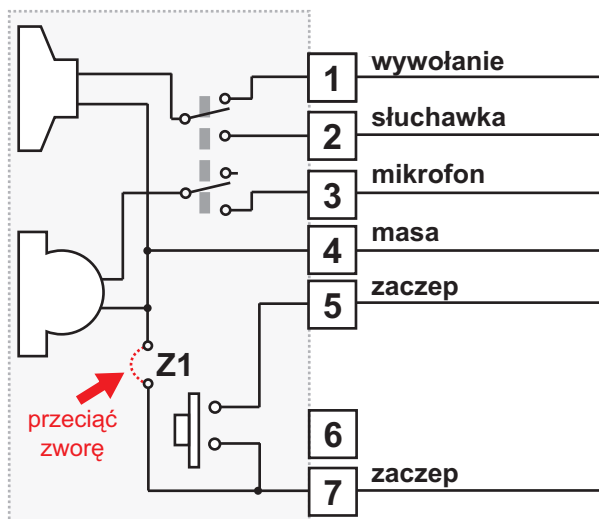 1 wywołanie
2 słuchawka
3 mikrofon
4 masa
5 zaczep
Z1
przeciąć
zworę
6
7 zaczep